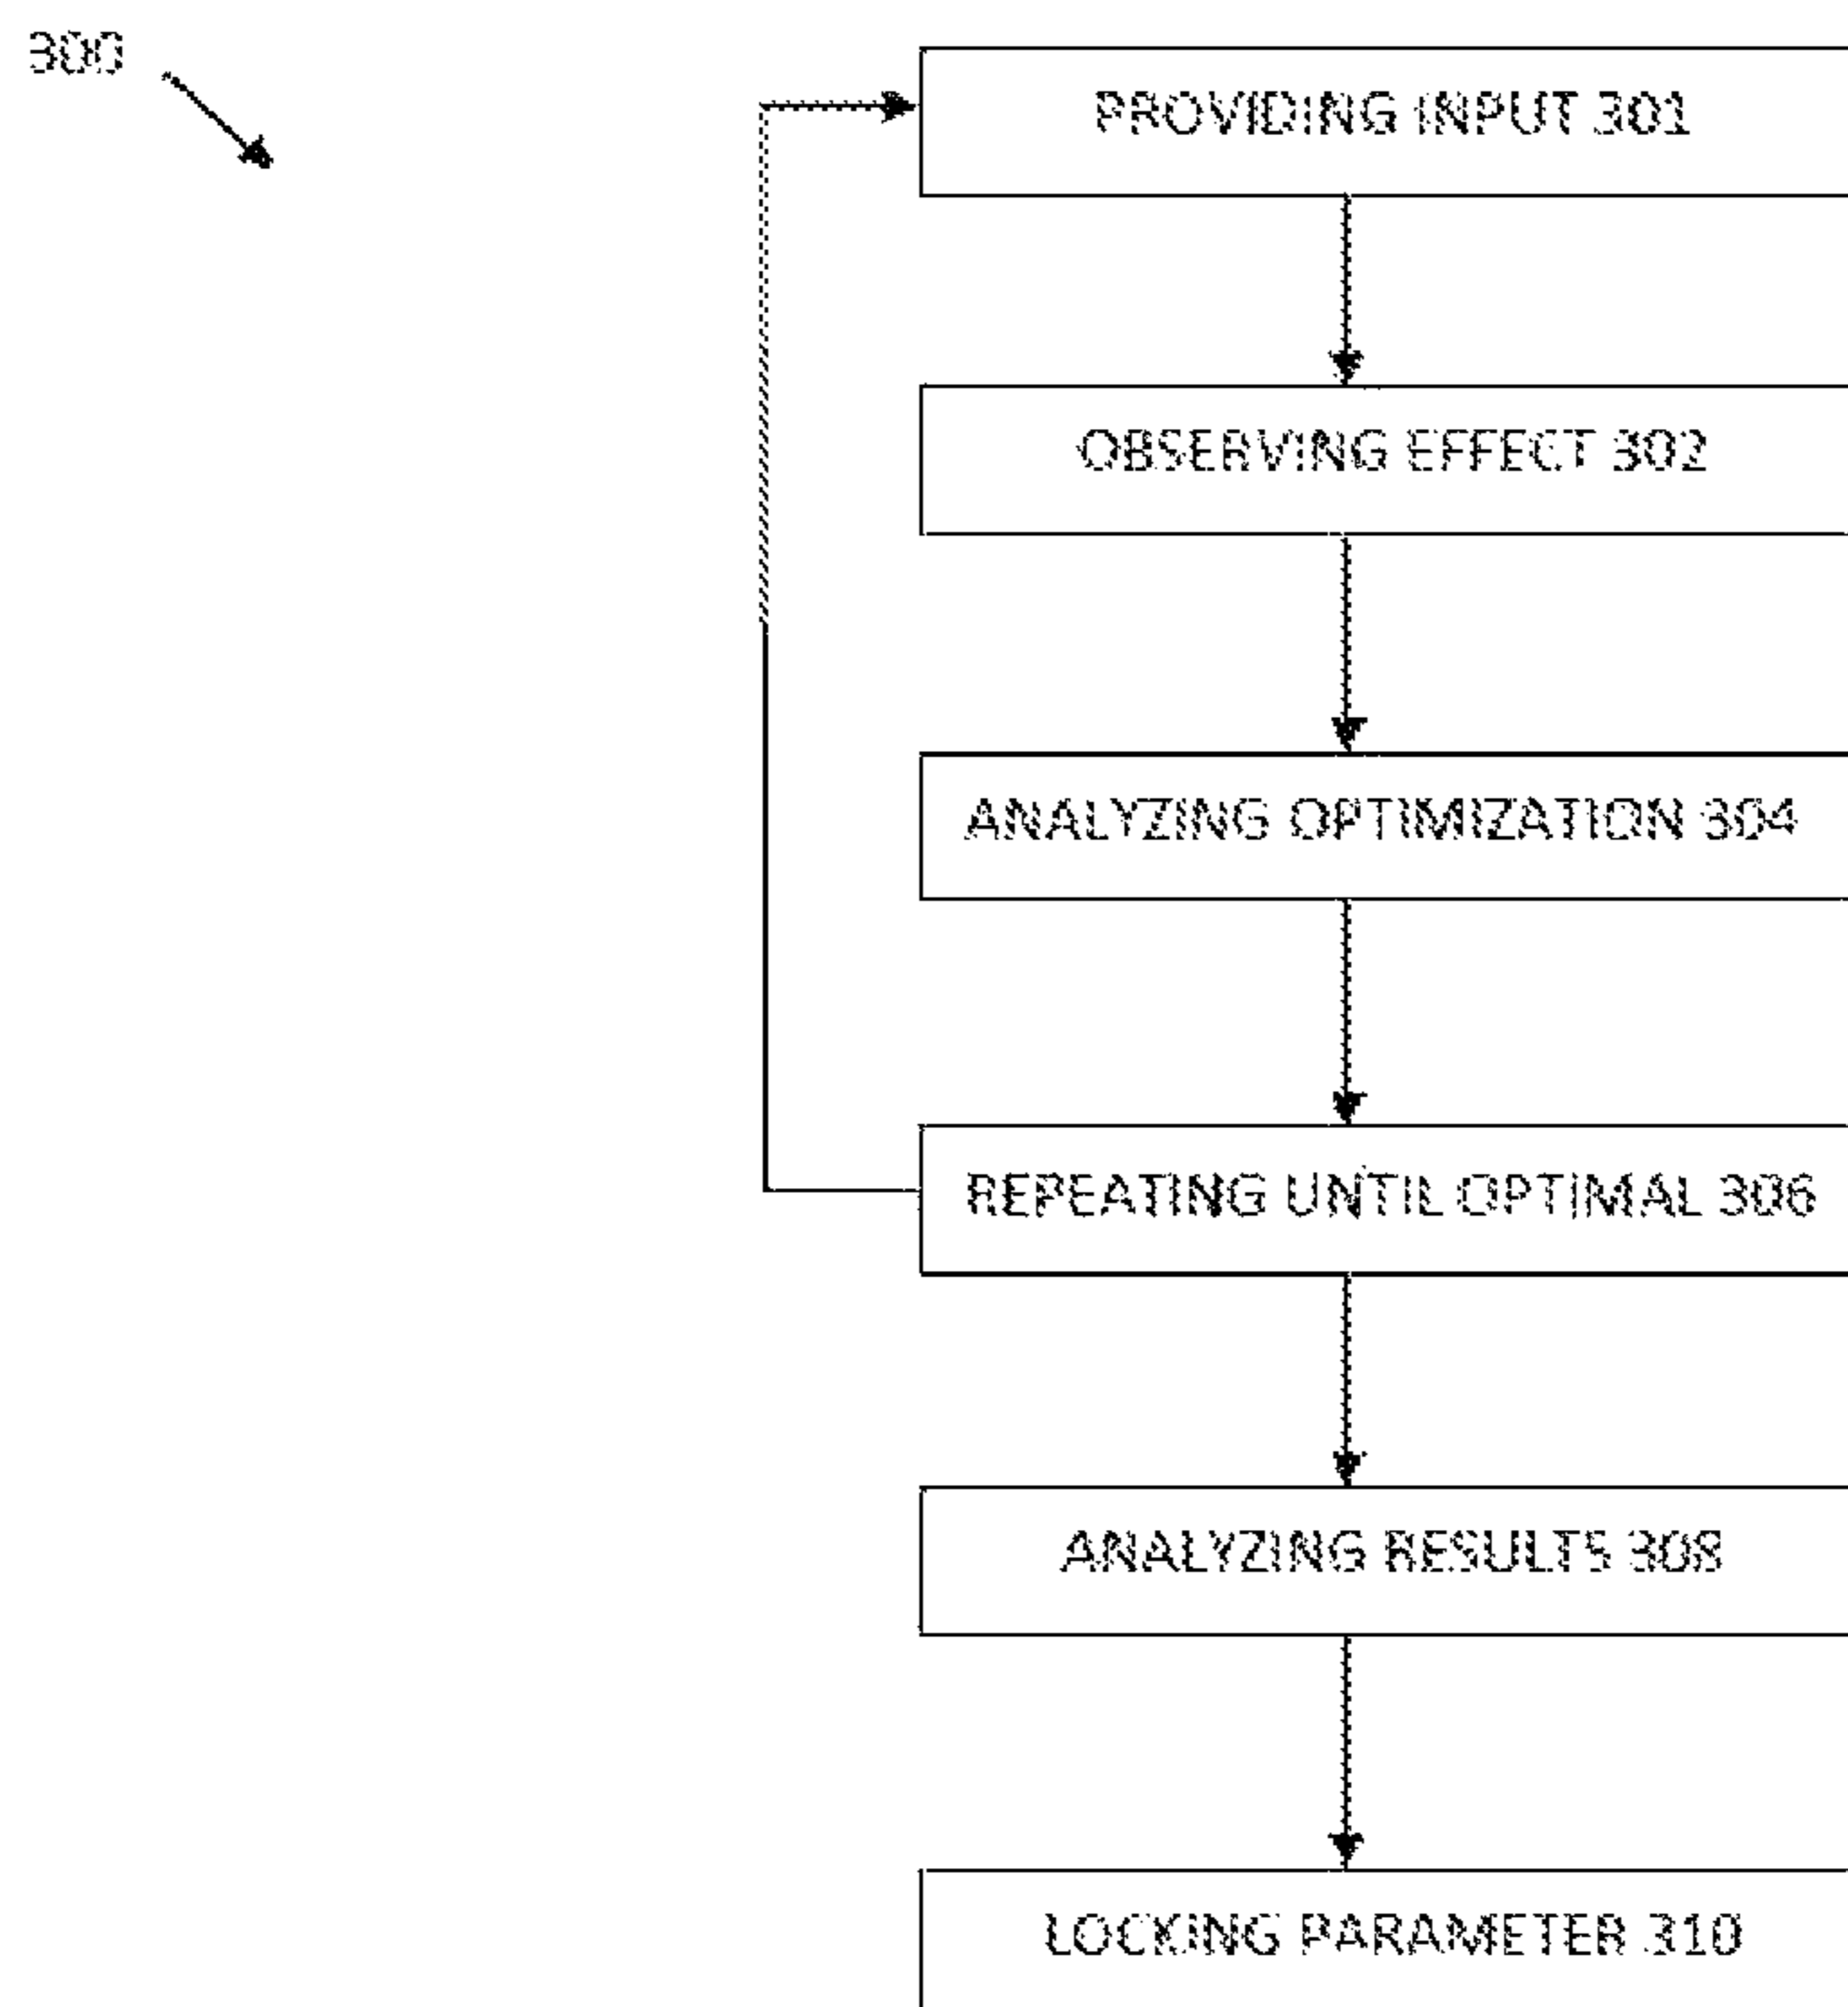 300
PROVIDING INPUT 301
OBSERVING EFFECT 302
ANALYZING OPTIMIZATION 304
REPEATING UNTIL OPTIMAL 306
ANALYZING RESULTS 308
LOCKING PARAMETER 310